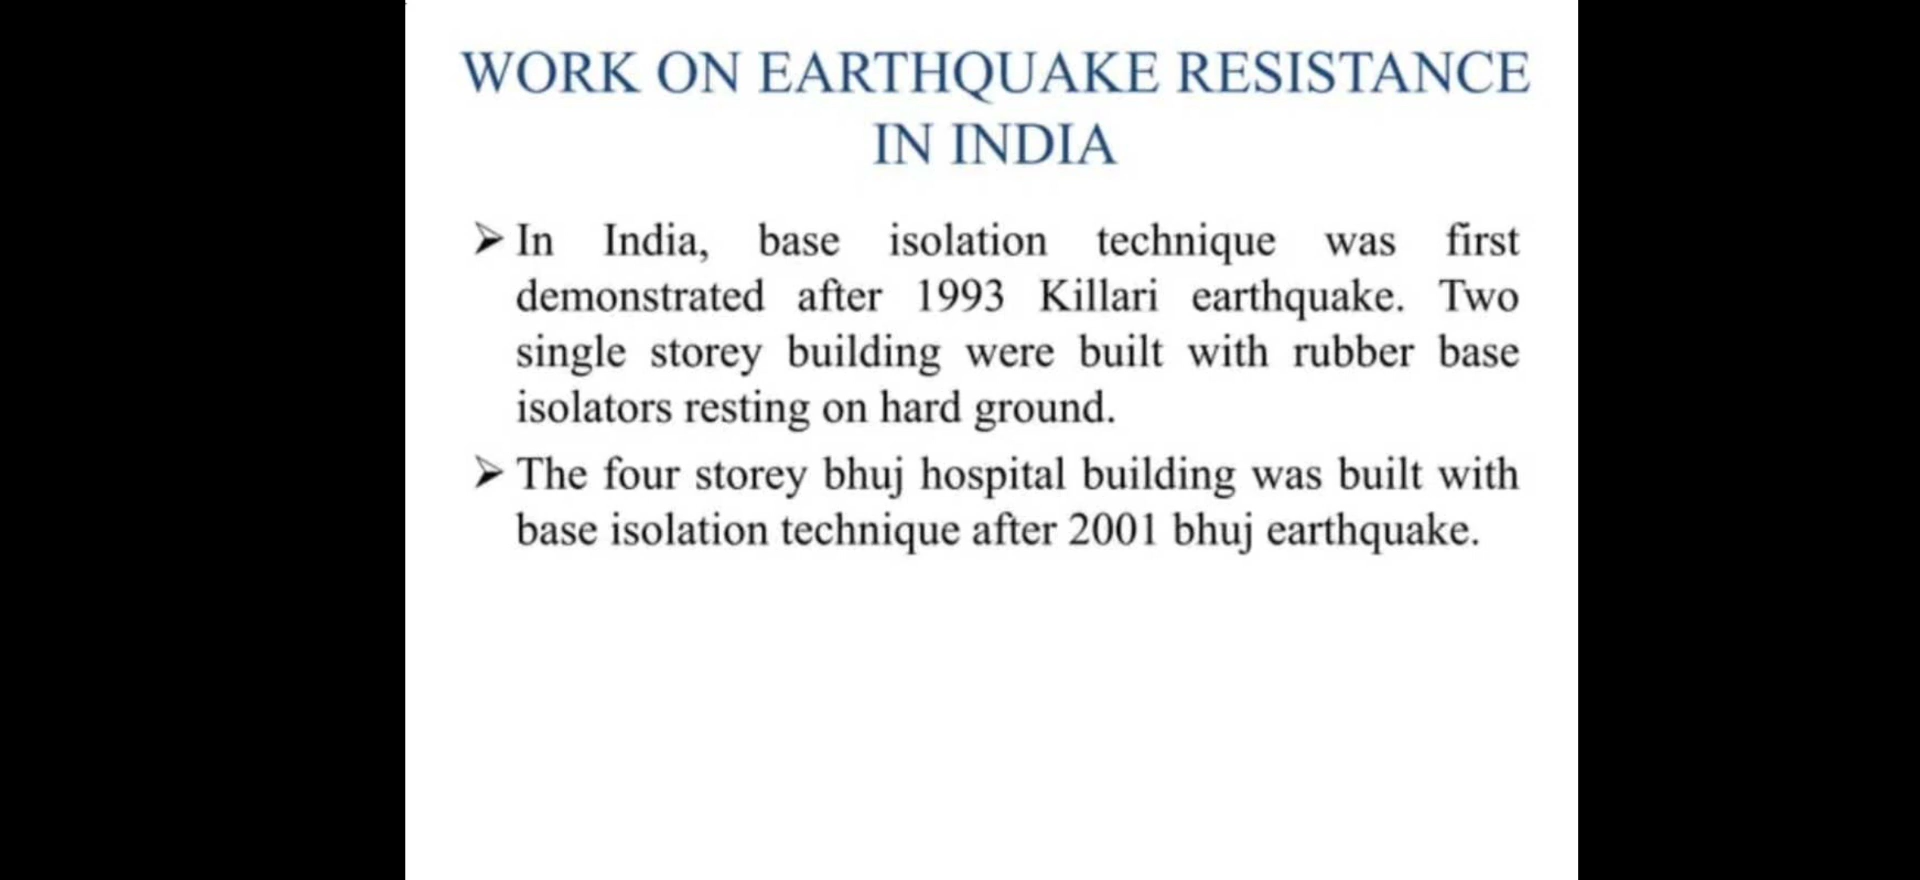 WORK ON EARTHQUAKE RESISTANCE
IN INDIA
➢ In India, base isolation technique was first
demonstrated after 1993 Killari earthquake. Two
single storey building were built with rubber base
isolators resting on hard ground.
➢ The four storey bhuj hospital building was built with
base isolation technique after 2001 bhuj earthquake.